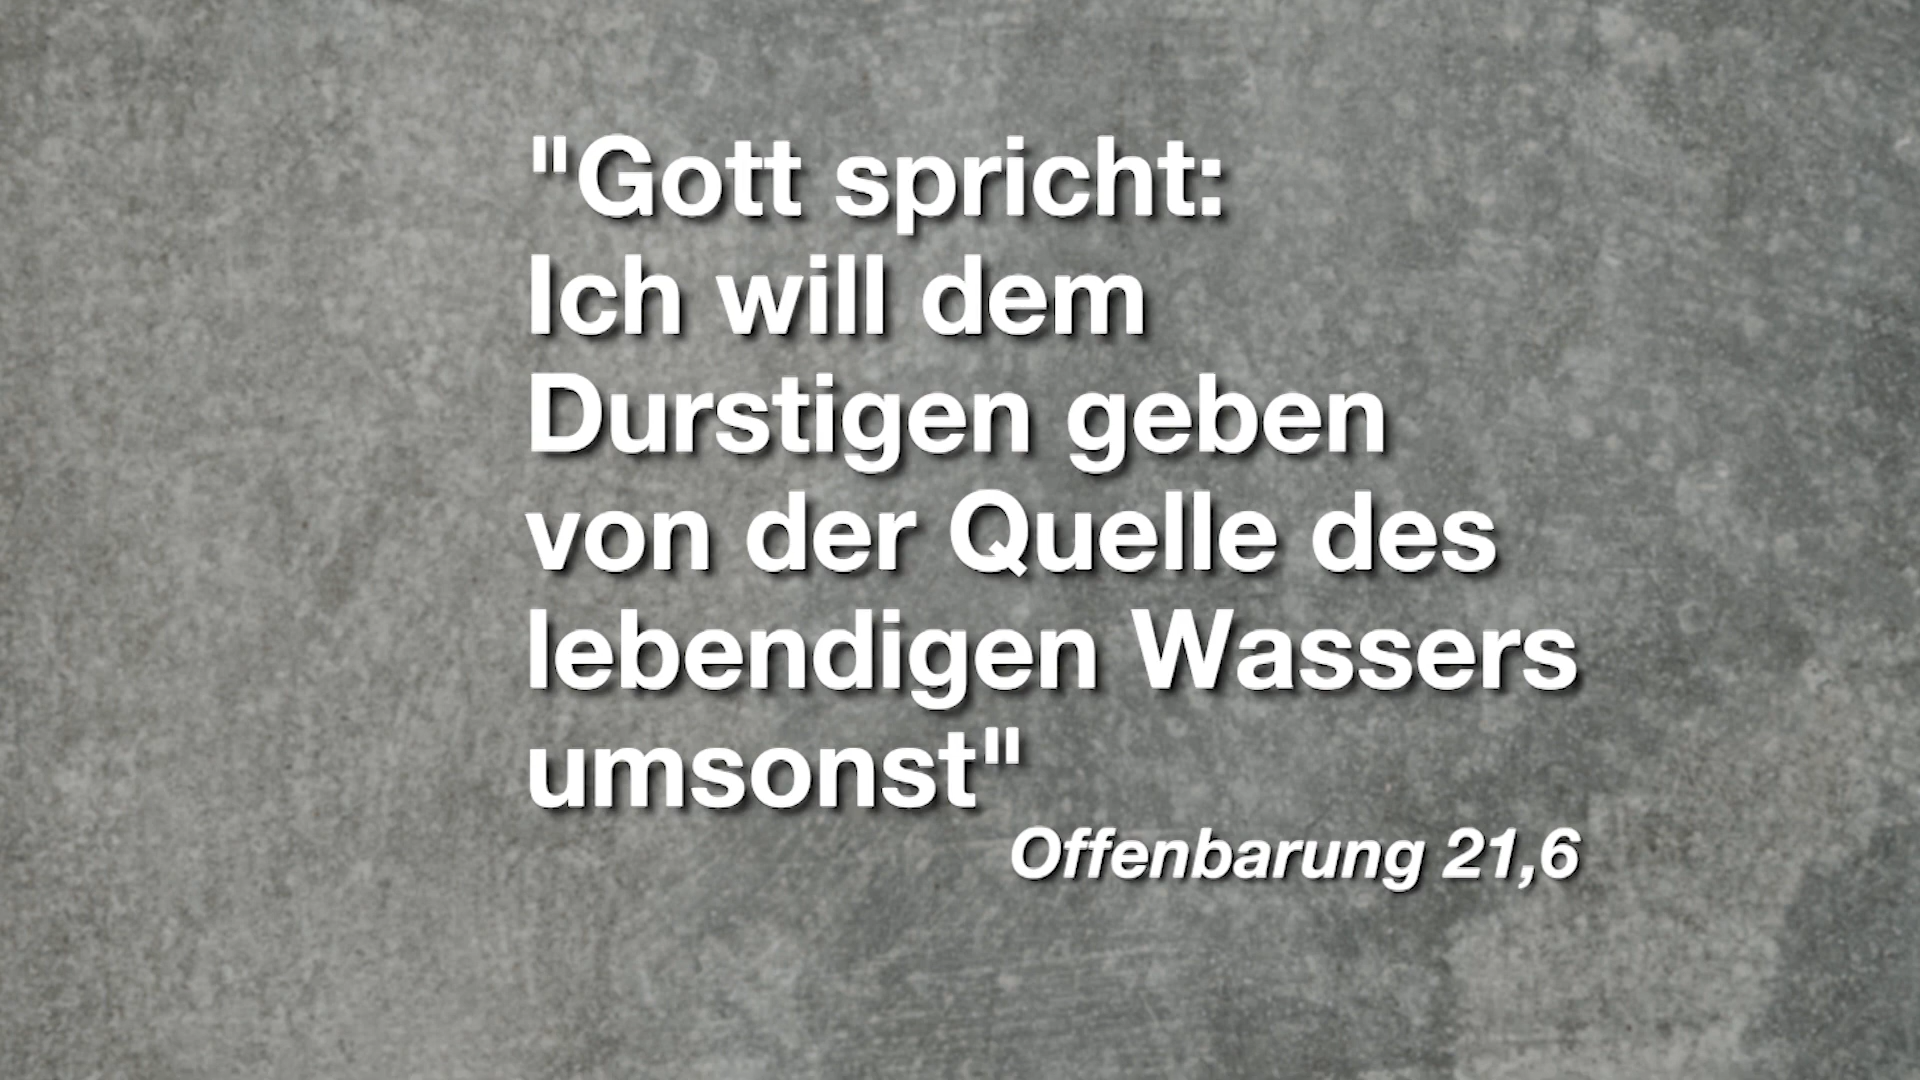 "Gott spricht:
Ich will dem
Durstigen geben
von der Quelle des
lebendigen Wassers
umsonst"
Offenbarung 21,6